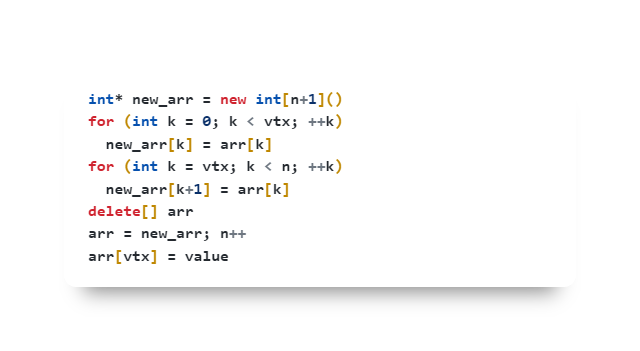 int* new_arr = new int[n+1]()
for (int k = 0; k < vtx; ++k)
  new_arr[k] = arr[k]
for (int k = vtx; k < n; ++k)
  new_arr[k+1] = arr[k]
delete[] arr
arr = new_arr; n++
arr[vtx] = value